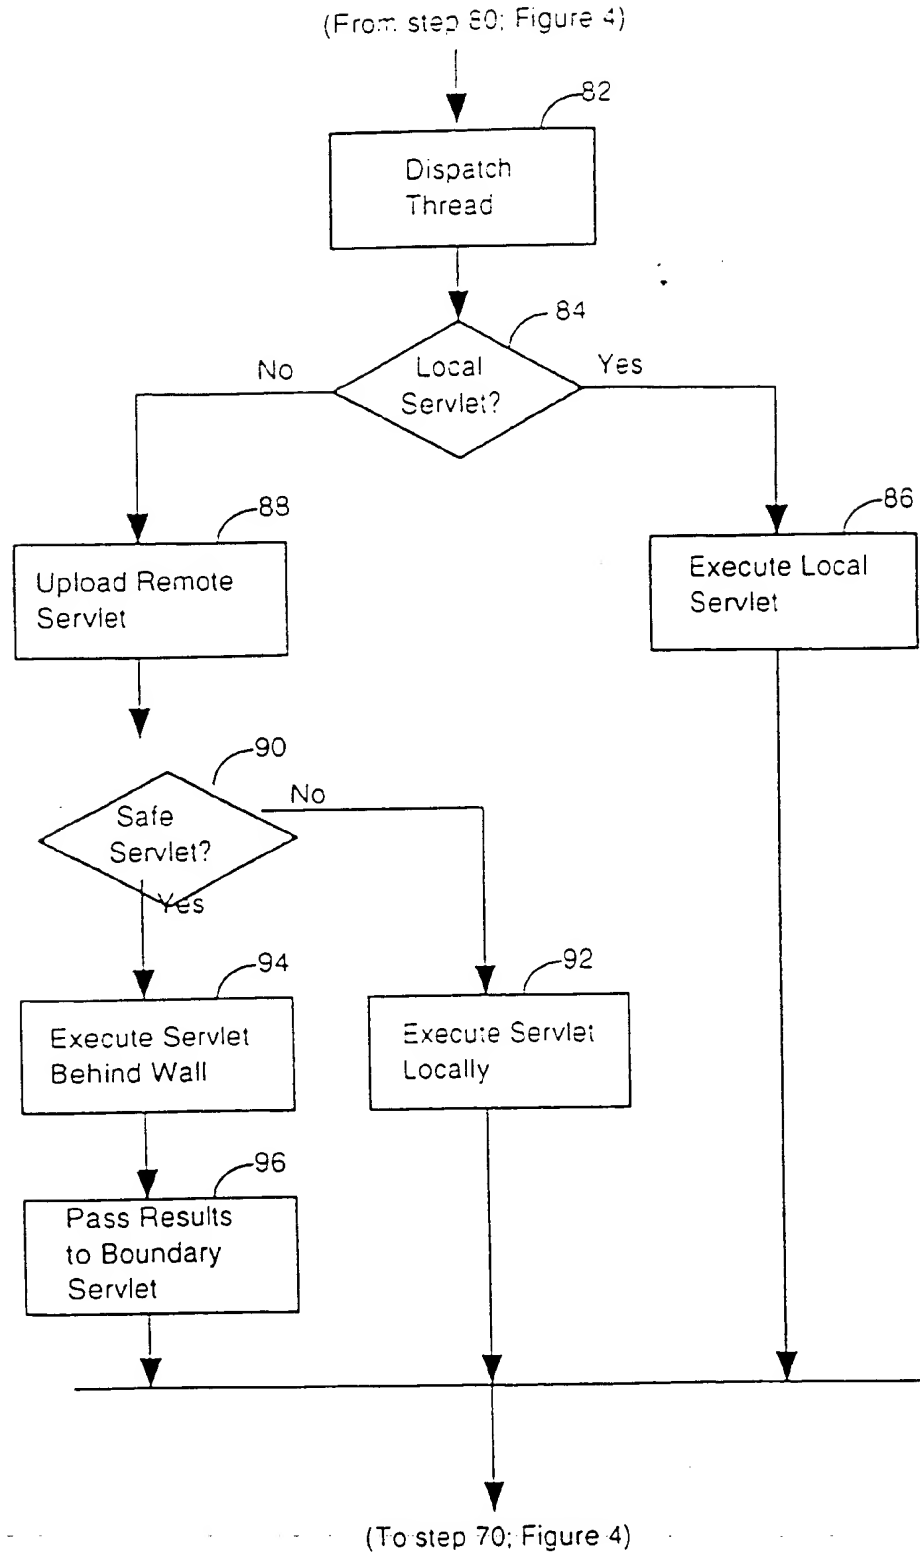 (From step 80; Figure 4)
82
Dispatch
Thread
84
Local
Servlet?
No
Yes
88
Upload Remote
Servlet
86
Execute Local
Servlet
90
Safe
Servlet?
No
Yes
94
Execute Servlet
Behind Wall
92
Execute Servlet
Locally
96
Pass Results
to Boundary
Servlet
(To step 70; Figure 4)